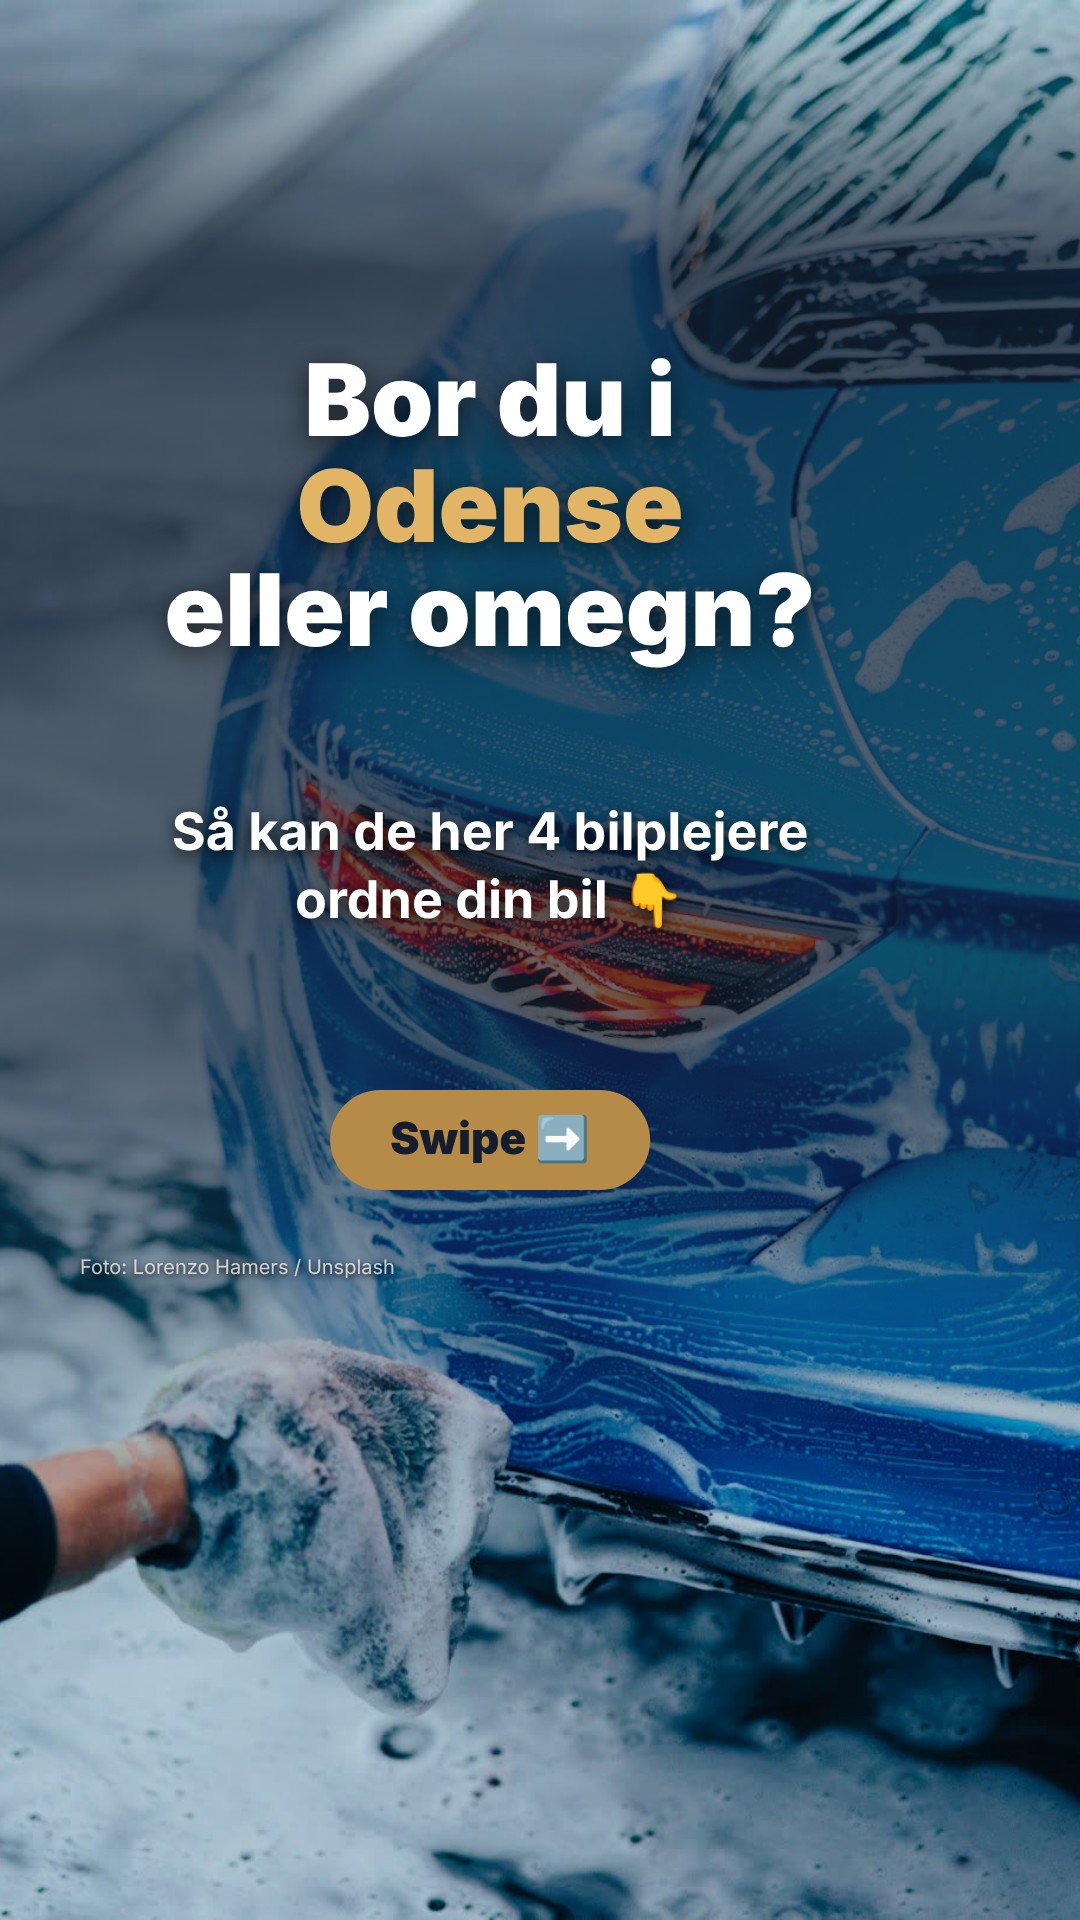 Bor du i
Odense
eller omegn?
Så kan de her 4 bilplejere
ordne din bil 👇
Swipe ➡️
Foto: Lorenzo Hamers / Unsplash